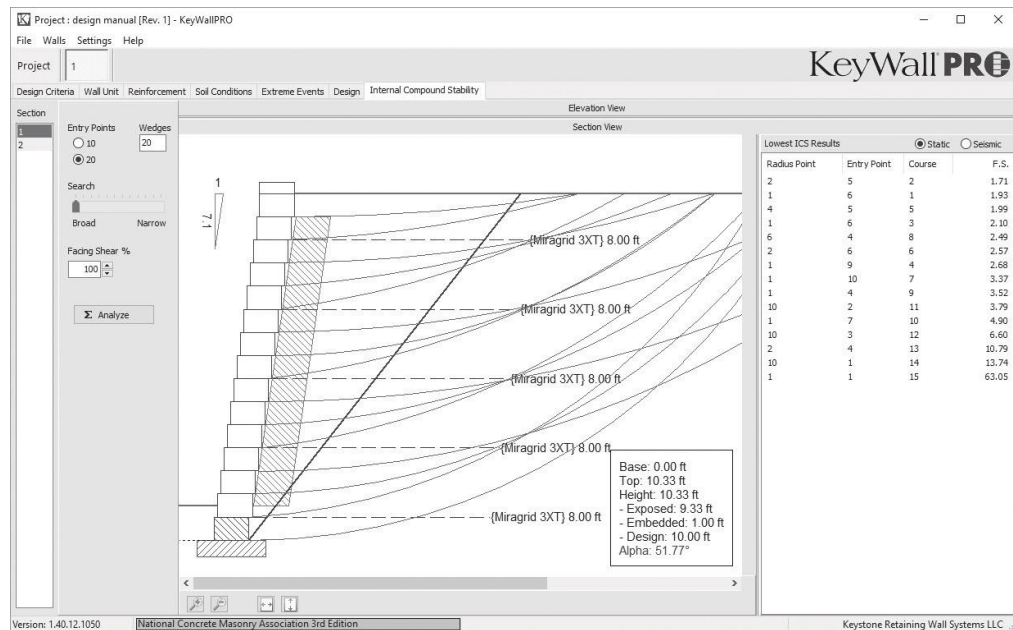 Project : design manual [Rev. 1] - KeyWallPRO
File Walls Settings Help
Project 1
KeyWall PRO
Design Criteria Wall Unit Reinforcement Soil Conditions Extreme Events Design Internal Compound Stability
Section
1
2
Entry Points Wedges
10 20
20
Search
Broad Narrow
Facing Shear %
100
Σ Analyze
Elevation View
Section View
1
7.1
{Miragrid 3XT} 8.00 ft
{Miragrid 3XT} 8.00 ft
{Miragrid 3XT} 8.00 ft
{Miragrid 3XT} 8.00 ft
{Miragrid 3XT} 8.00 ft
Base: 0.00 ft
Top: 10.33 ft
Height: 10.33 ft
- Exposed: 9.33 ft
- Embedded: 1.00 ft
- Design: 10.00 ft
Alpha: 51.77°
Lowest ICS Results Static Seismic
Radius Point Entry Point Course F.S.
2 5 2 1.71
1 6 1 1.93
4 5 5 1.99
1 6 3 2.10
6 4 8 2.49
2 6 6 2.57
1 9 4 2.68
1 10 7 3.37
1 4 9 3.52
10 2 11 3.79
1 7 10 4.90
10 3 12 6.60
2 4 13 10.79
10 1 14 13.74
1 1 15 63.05
Version: 1.40.12.1050 National Concrete Masonry Association 3rd Edition Keystone Retaining Wall Systems LLC